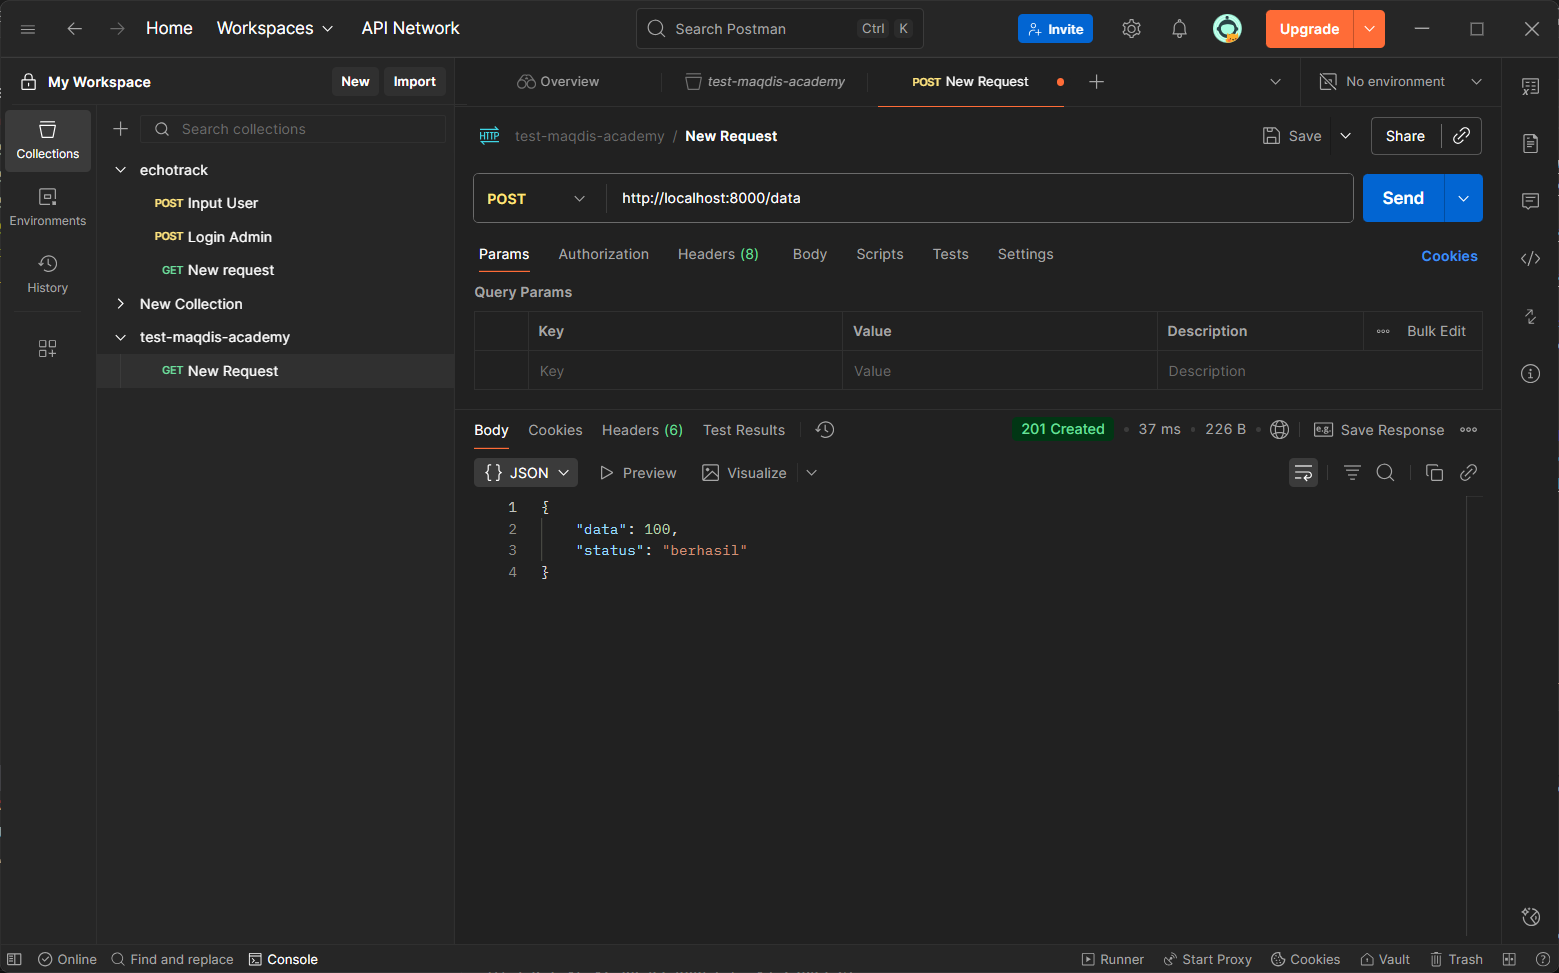 Home Workspaces API Network Search Postman Ctrl K Invite Upgrade
My Workspace New Import Overview test-maqdis-academy POST New Request No environment
Collections
Environments
History
Search collections
echotrack
POST Input User
POST Login Admin
GET New request
New Collection
test-maqdis-academy
GET New Request
HTTP test-maqdis-academy / New Request Save Share
POST http://localhost:8000/data Send
Params Authorization Headers (8) Body Scripts Tests Settings Cookies
Query Params
Key Value Description Bulk Edit
Key Value Description
Body Cookies Headers (6) Test Results 201 Created • 37 ms • 226 B • e.g. Save Response
{} JSON Preview Visualize
1 {
2 "data": 100,
3 "status": "berhasil"
4 }
Online Find and replace Console Runner Start Proxy Cookies Vault Trash